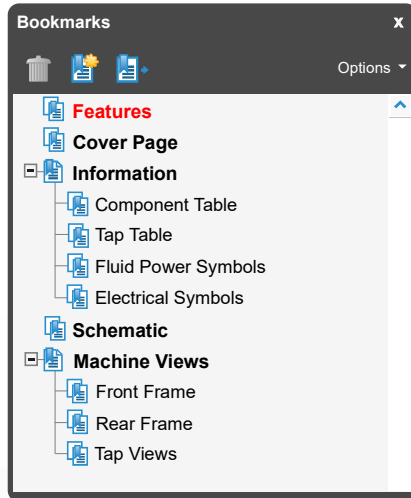 Bookmarks x
Options
Features
Cover Page
Information
Component Table
Tap Table
Fluid Power Symbols
Electrical Symbols
Schematic
Machine Views
Front Frame
Rear Frame
Tap Views